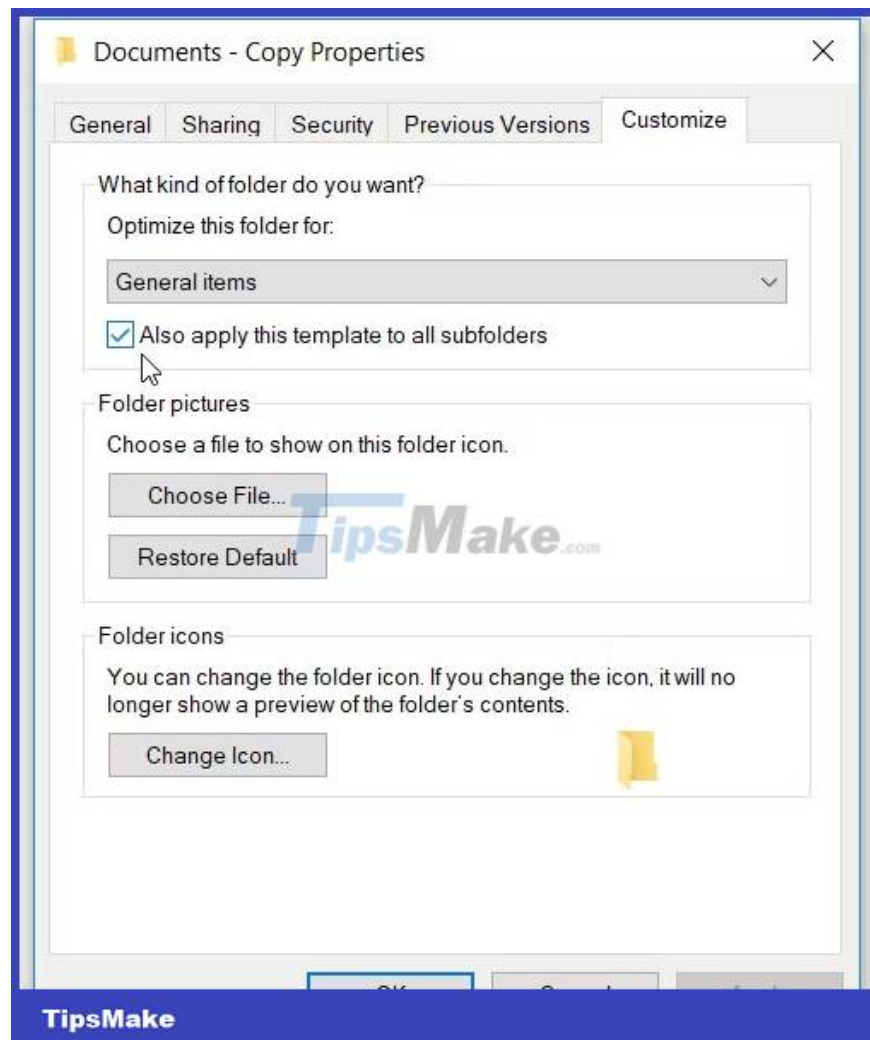 Documents - Copy Properties
General Sharing Security Previous Versions Customize
What kind of folder do you want?
Optimize this folder for:
General items
Also apply this template to all subfolders
Folder pictures
Choose a file to show on this folder icon.
Choose File...
TipsMake.com
Restore Default
Folder icons
You can change the folder icon. If you change the icon, it will no
longer show a preview of the folder's contents.
Change Icon...
TipsMake